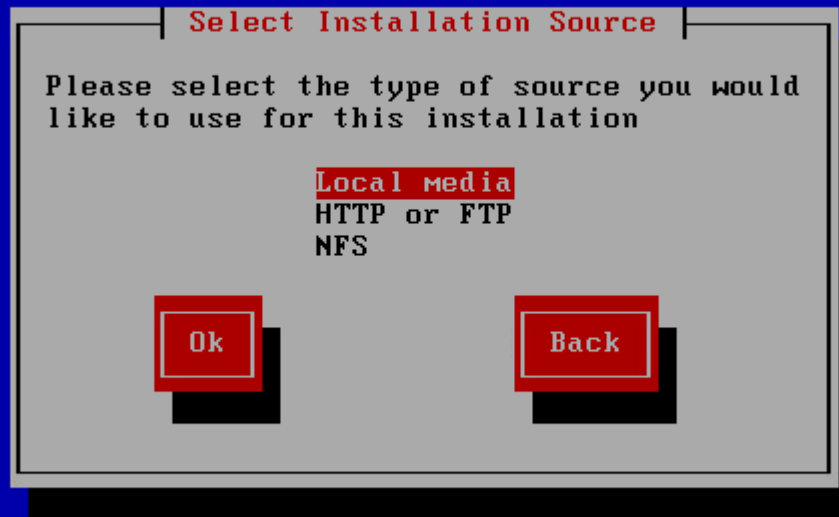 Select Installation Source
Please select the type of source you would
like to use for this installation
Local media
HTTP or FTP
NFS
Ok
Back